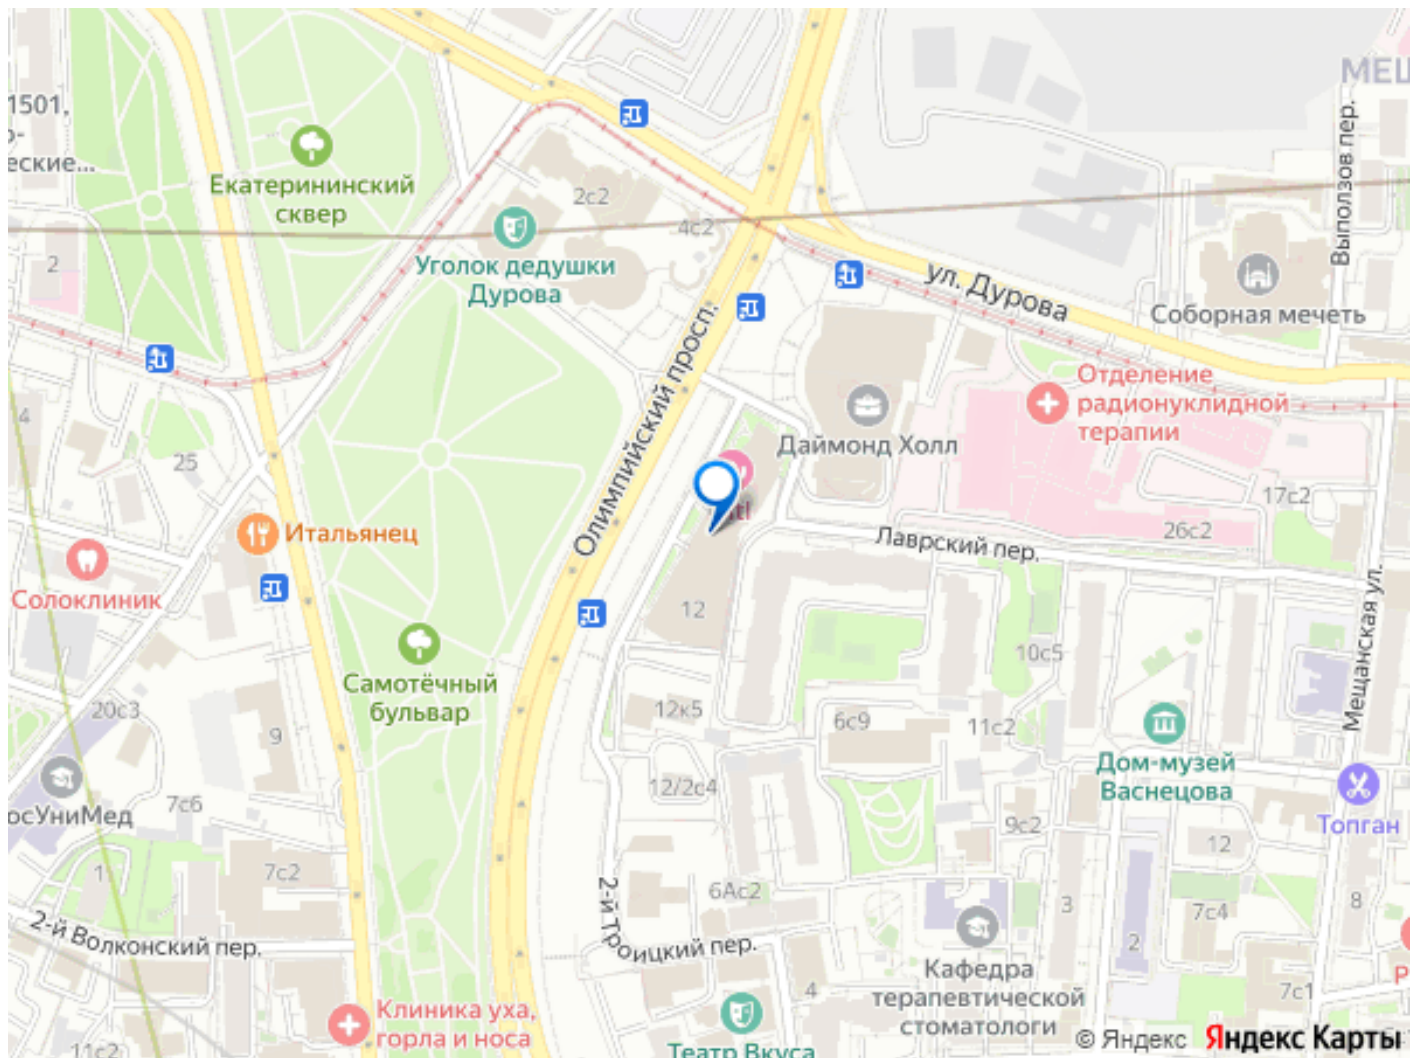 МЕЩ
1501,
еские...
Екатерининский
сквер
2с2
4с2
Уголок дедушки
Дурова
2
ул. Дурова
Выползов пер.
Соборная мечеть
Олимпийский просп.
Отделение
радионуклидной
терапии
Даймонд Холл
4
25
17с2
26с2
Итальянец
Лаврский пер.
Солоклиник
12
Мещанская ул.
10с5
Самотёчный
бульвар
20с3
9
12к5
6с9
11с2
Дом-музей
Васнецова
осУниМед
7с6
12/2с4
9с2
12
Топган
1
7с2
6Ас2
3
7с4
8
2-й Волконский пер.
2-й Троицкий пер.
2
Кафедра
терапевтической
стоматологи
4
7с1
Р
Клиника уха,
горла и носа
11с2
Театр Вкуса
© Яндекс Яндекс Карты